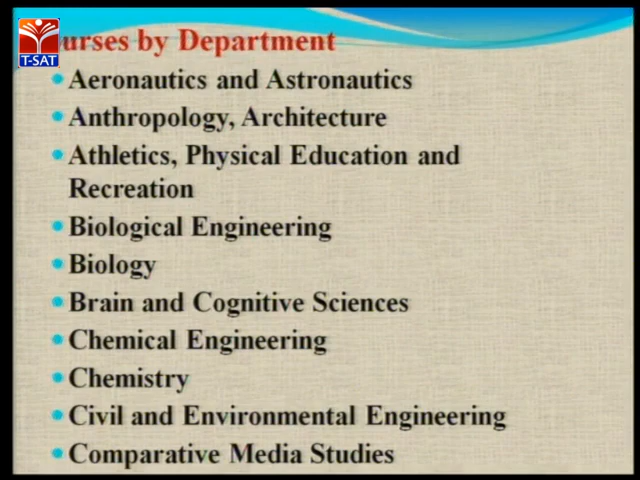 T-SAT
urses by Department
Aeronautics and Astronautics
Anthropology, Architecture
Athletics, Physical Education and
Recreation
Biological Engineering
Biology
Brain and Cognitive Sciences
Chemical Engineering
Chemistry
Civil and Environmental Engineering
Comparative Media Studies